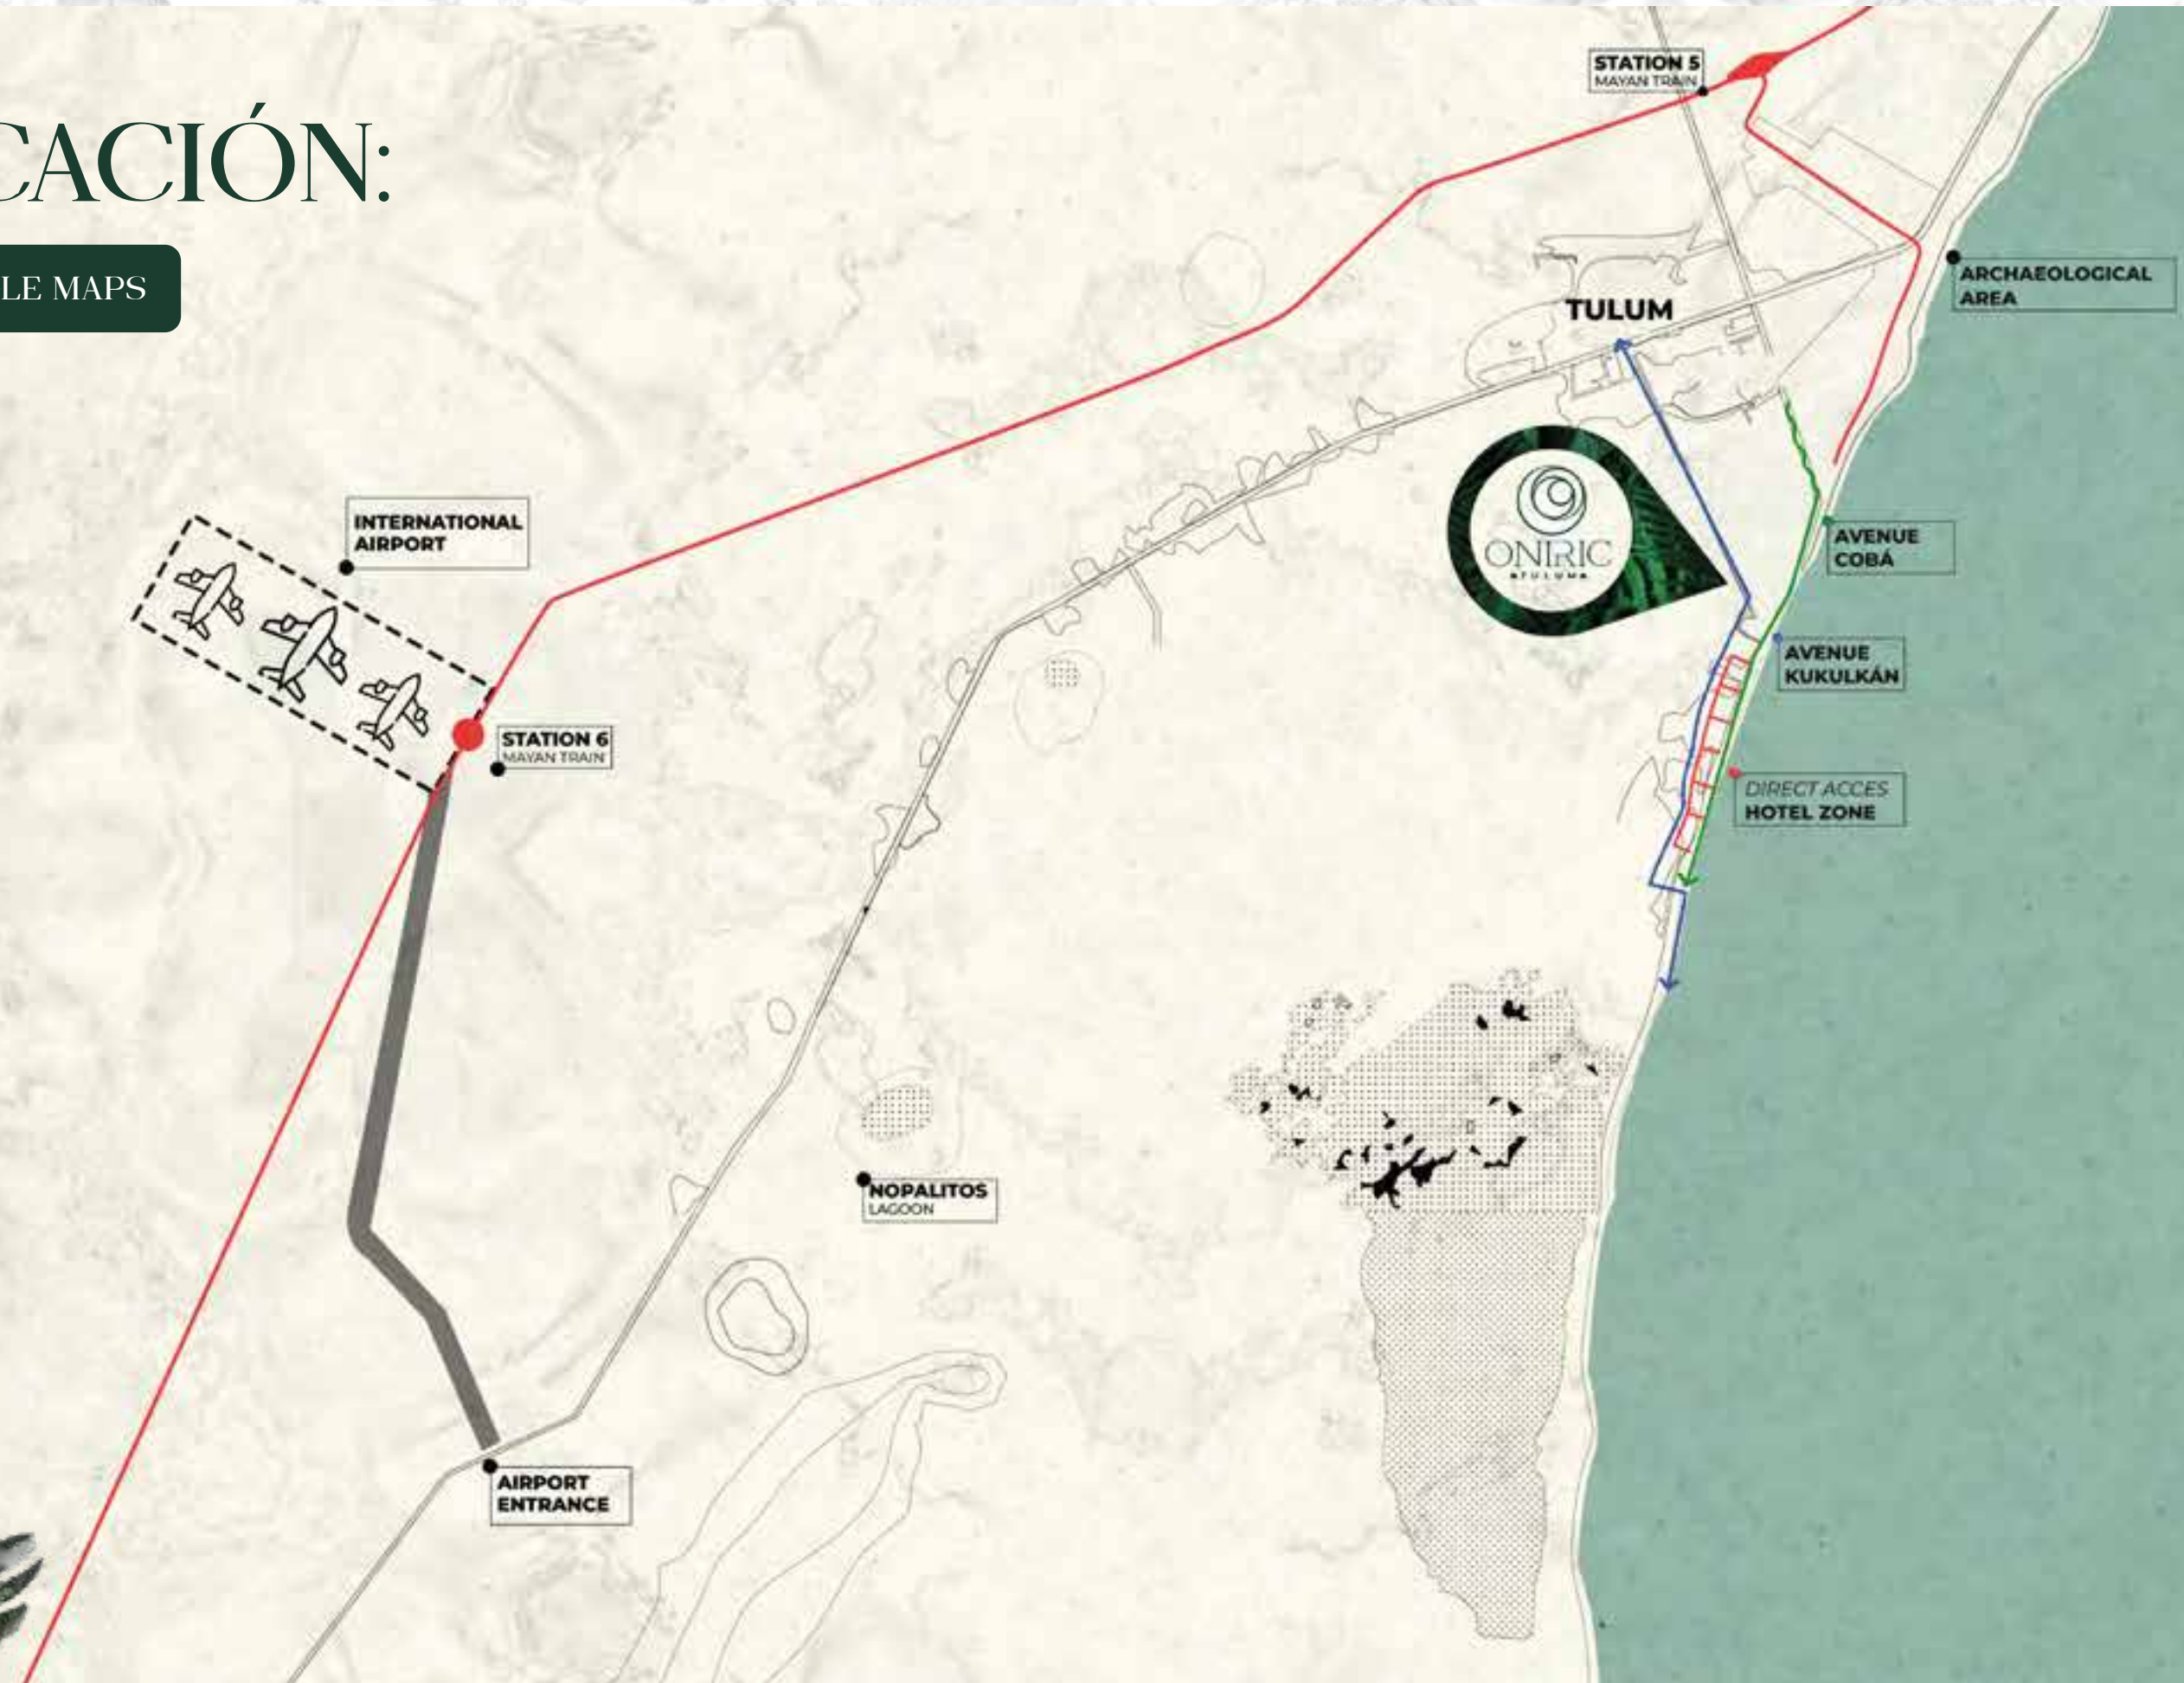 CACIÓN:
LE MAPS
STATION 5
MAYAN TRAIN
ARCHAEOLOGICAL
AREA
TULUM
INTERNATIONAL
AIRPORT
ONIRIC
TULUM
AVENUE
COBÁ
AVENUE
KUKULKÁN
STATION 6
MAYAN TRAIN
DIRECT ACCES
HOTEL ZONE
NOPALITOS
LAGOON
AIRPORT
ENTRANCE